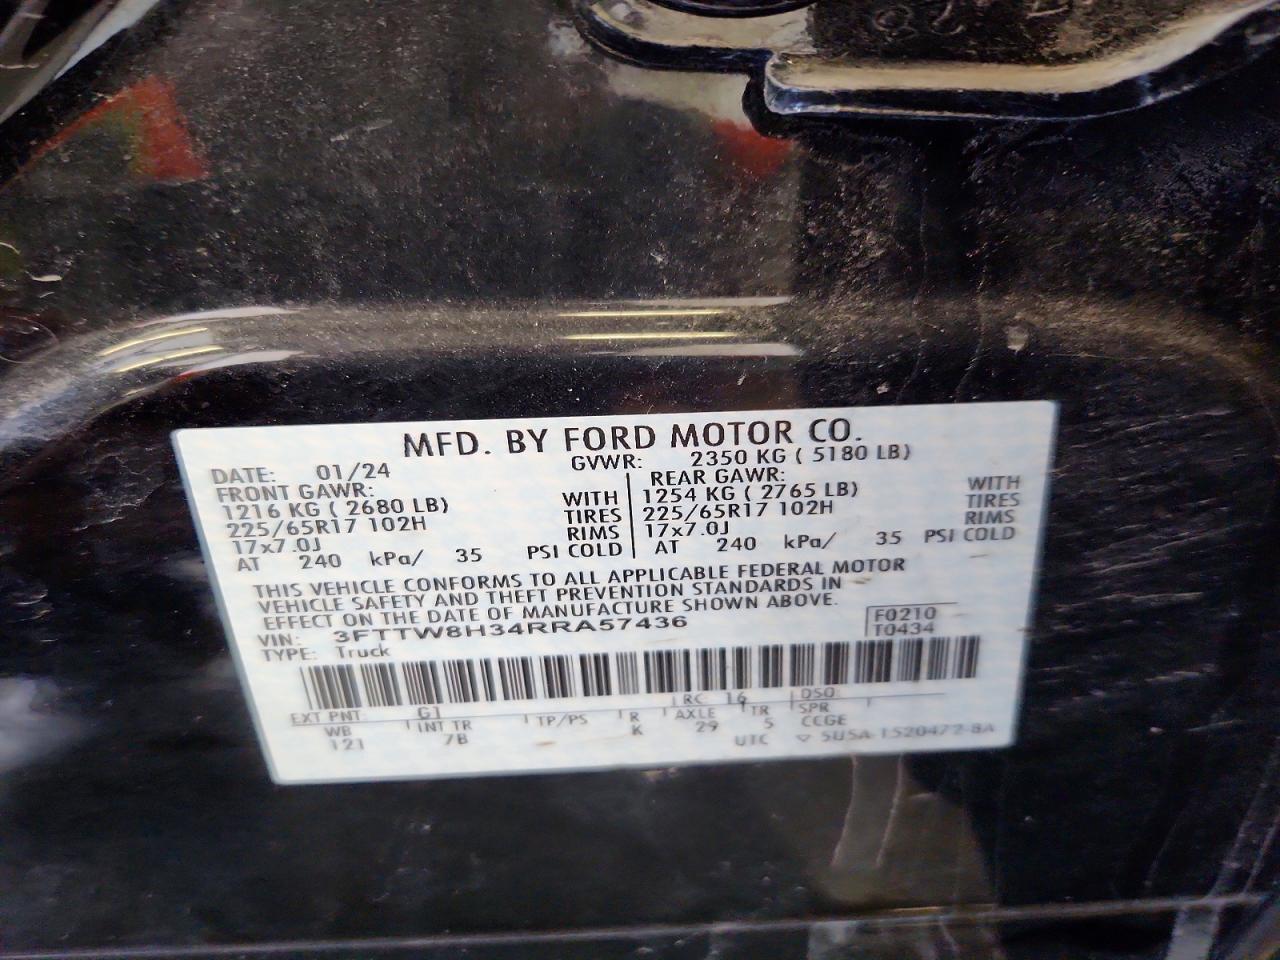 MFD. BY FORD MOTOR CO.
DATE: 01/24 GVWR: 2350 KG ( 5180 LB)
FRONT GAWR: REAR GAWR:
1216 KG ( 2680 LB) WITH 1254 KG ( 2765 LB) WITH
225/65R17 102H TIRES 225/65R17 102H TIRES
17x7.0J RIMS 17x7.0J RIMS
AT 240 kPa/ 35 PSI COLD AT 240 kPa/ 35 PSI COLD
THIS VEHICLE CONFORMS TO ALL APPLICABLE FEDERAL MOTOR
VEHICLE SAFETY AND THEFT PREVENTION STANDARDS IN
EFFECT ON THE DATE OF MANUFACTURE SHOWN ABOVE.
VIN: 3FTTW8H34RRA57436 F0210
TYPE: Truck T0434
EXT PNT: G1 RC: 16 DSO:
WB INT TR TP/PS R AXLE TR SPR
121 7B K 29 5 CCGE
UTC ▽ 5U5A-1520472-BA